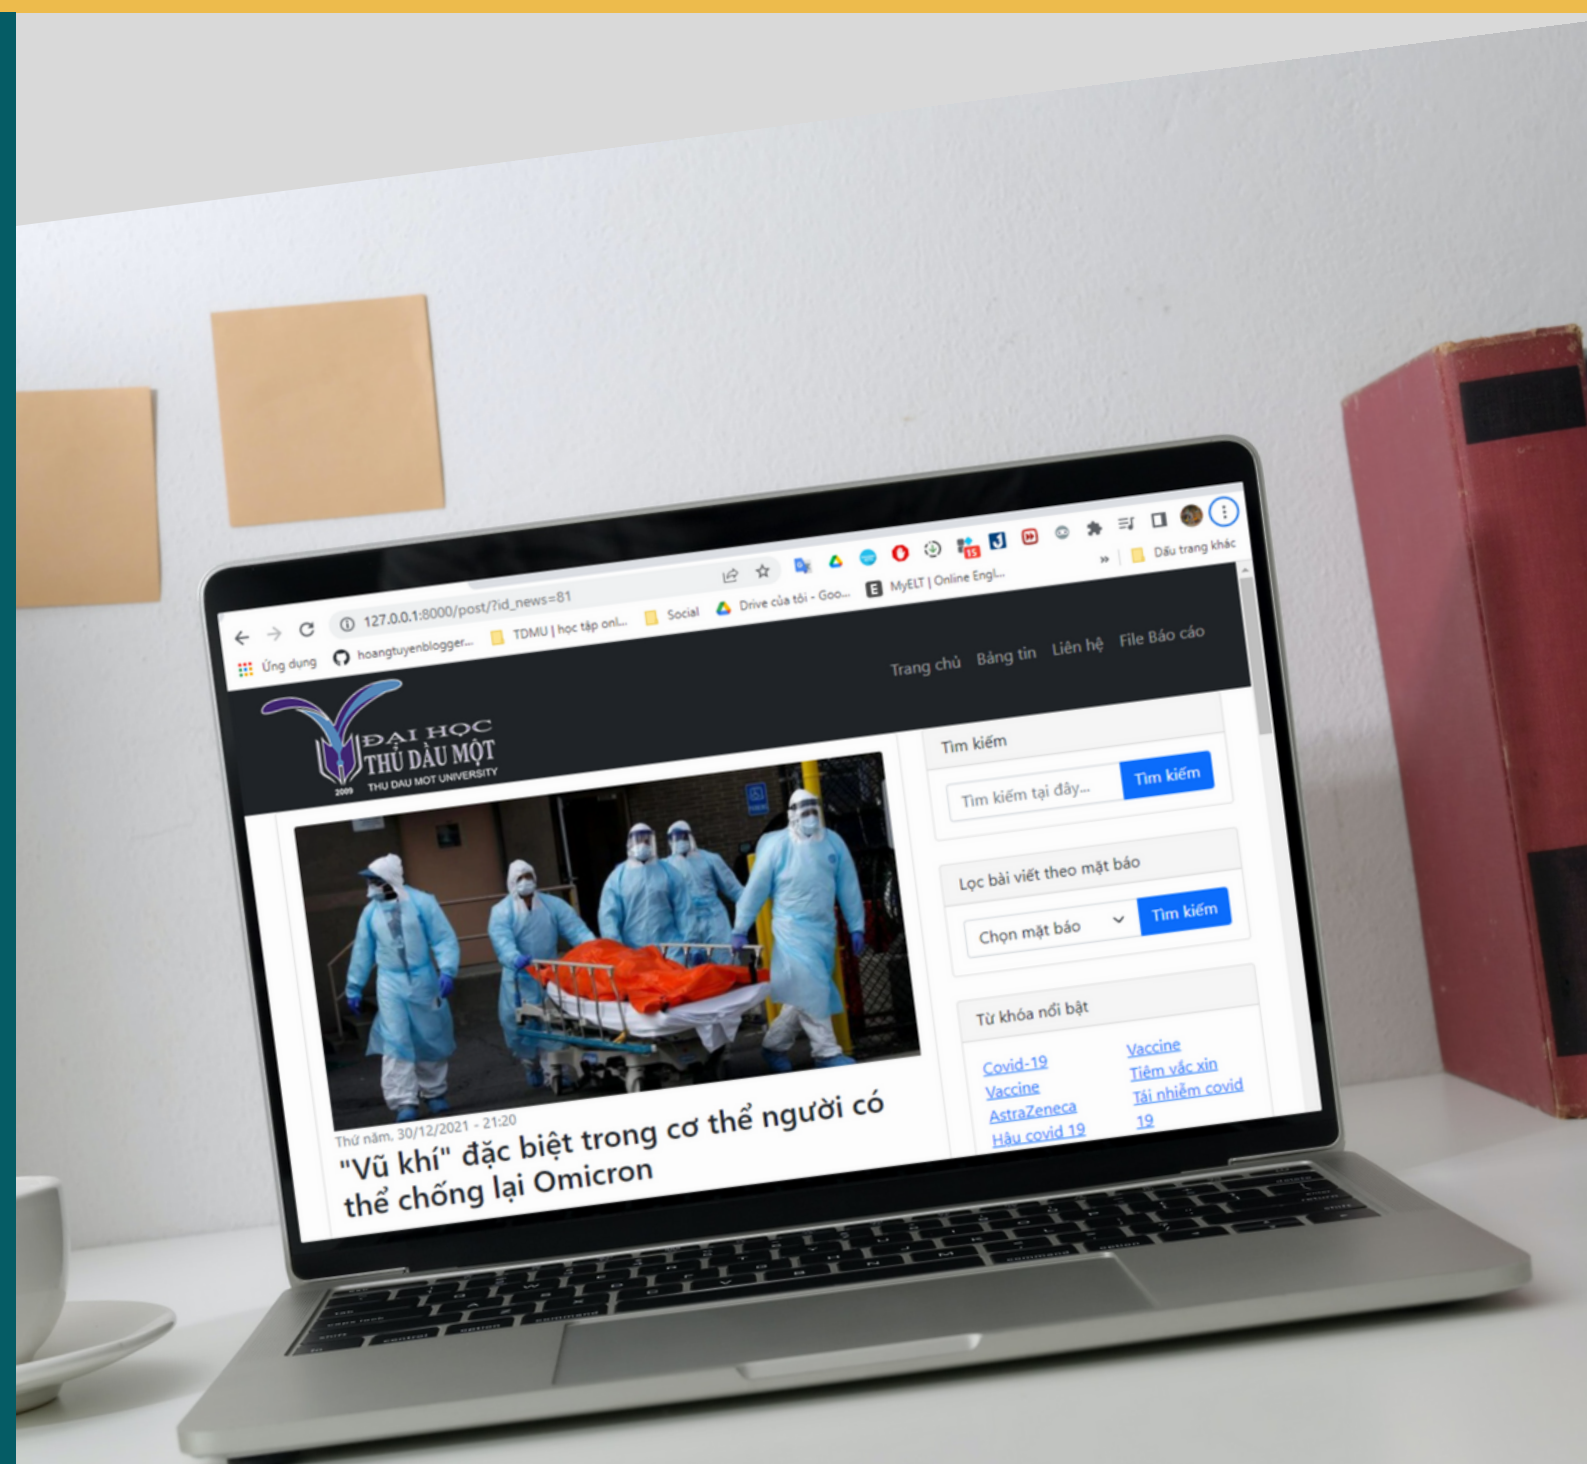 127.0.0.1:8000/post/?id_news=81
Ứng dụng
hoangtuyenblogger...
TDMU | học tập onl...
Social
Drive của tôi - Goo...
MyELT | Online Engl...
»
Dấu trang khác
15
ĐẠI HỌC
THỦ DẦU MỘT
2009 THU DAU MOT UNIVERSITY
Trang chủ Bảng tin Liên hệ File Báo cáo
Tìm kiếm
Tìm kiếm tại đây... Tìm kiếm
Lọc bài viết theo mặt báo
Chọn mặt báo Tìm kiếm
Từ khóa nổi bật
Covid-19
Vaccine
AstraZeneca
Hậu covid 19
Vaccine
Tiêm vắc xin
Tái nhiễm covid
19
Thứ năm, 30/12/2021 - 21:20
"Vũ khí" đặc biệt trong cơ thể người có
thể chống lại Omicron